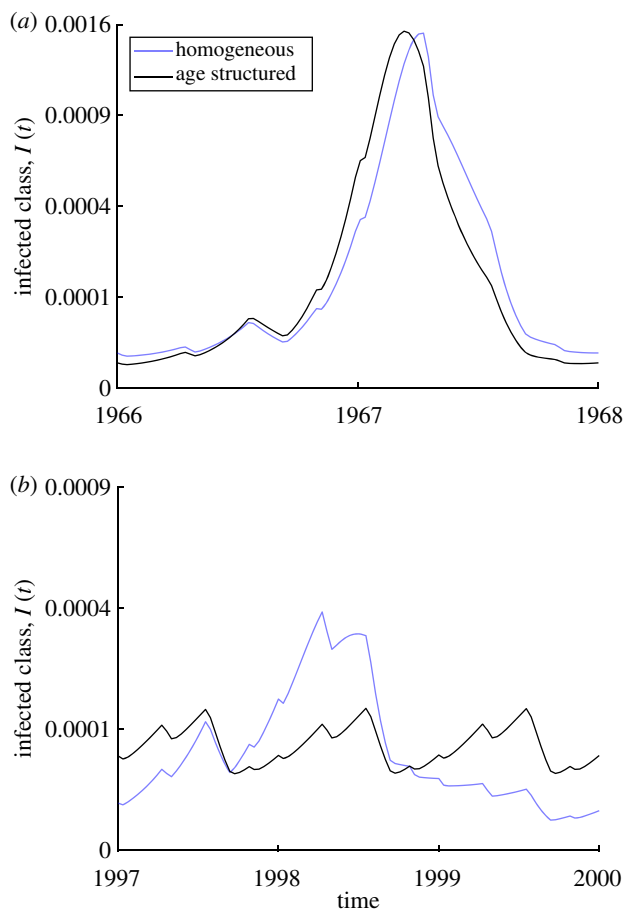 (a)
0.0016
homogeneous
age structured
0.0009
infected class, I (t)
0.0004
0.0001
0
1966 1967 1968
(b)
0.0009
infected class, I (t)
0.0004
0.0001
0
1997 1998 1999 2000
time